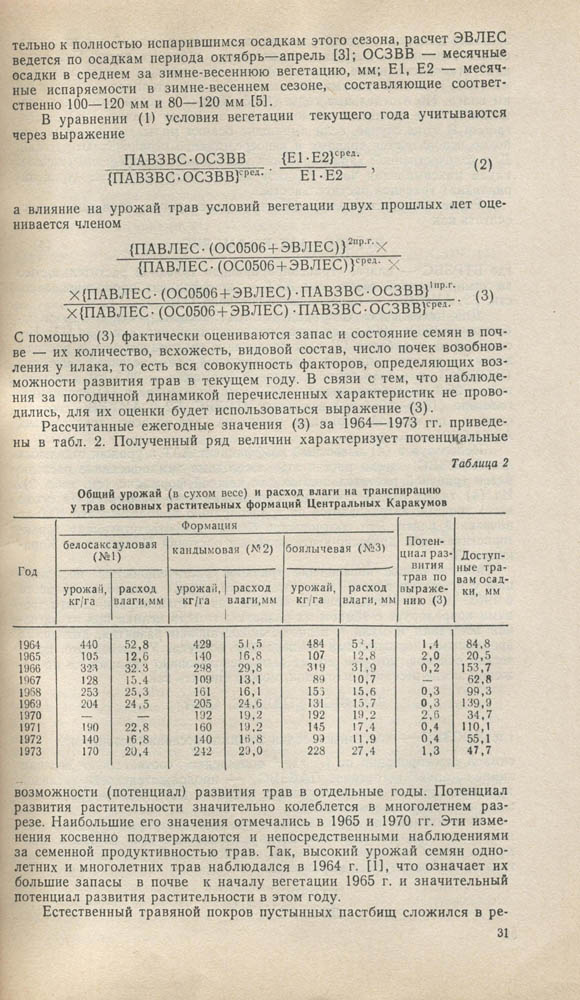 тельно к полностью испарившимся осадкам этого сезона, расчет ЭВЛЕС
ведется по осадкам периода октябрь—апрель [3]; ОСЗВВ — месячные
осадки в среднем за зимне-весеннюю вегетацию, мм; Е1, Е2 — месяч-
ные испаряемости в зимне-весеннем сезоне, составляющие соответ-
ственно 100—120 мм и 80—120 мм [5].
В уравнении (1) условия вегетации текущего года учитываются
через выражение
ПАВЗВС·ОСЗВВ {Е1·Е2}сред.
{ПАВЗВС·ОСЗВВ}сред. · Е1·Е2 , (2)
а влияние на урожай трав условий вегетации двух прошлых лет оце-
нивается членом
{ПАВЛЕС·(ОС0506+ЭВЛЕС)}2пр.г.×
{ПАВЛЕС·(ОС0506+ЭВЛЕС)}сред. ×
×{ПАВЛЕС·(ОС0506+ЭВЛЕС)·ПАВЗВС·ОСЗВВ}1пр.г.
×{ПАВЛЕС·(ОС0506+ЭВЛЕС)·ПАВЗВС·ОСЗВВ}сред. . (3)
С помощью (3) фактически оцениваются запас и состояние семян в поч-
ве — их количество, всхожесть, видовой состав, число почек возобнов-
ления у илака, то есть вся совокупность факторов, определяющих воз-
можности развития трав в текущем году. В связи с тем, что наблюде-
ния за погодичной динамикой перечисленных характеристик не прово-
дились, для их оценки будет использоваться выражение (3).
Рассчитанные ежегодные значения (3) за 1964—1973 гг. приведе-
ны в табл. 2. Полученный ряд величин характеризует потенциальные
Таблица 2
Общий урожай (в сухом весе) и расход влаги на транспирацию
у трав основных растительных формаций Центральных Каракумов
Год
Формация
белосаксауловая (№1)
кандымовая (№2)
боялычевая (№3)
урожай, кг/га
расход влаги, мм
урожай, кг/га
расход влаги, мм
урожай, кг/га
расход влаги, мм
Потен-
циал раз-
вития
трав по
выраже-
нию (3)
Доступ-
ные тра-
вам осад-
ки, мм
1964 440 52,8 429 51,5 484 1,4 84,8
1965 105 12,6 140 16,8 107 12,8 2,0 20,5
1966 323 32.3 298 29,8 319 31,9 0,2 153,7
1967 128 15.4 109 13,1 89 10,7 — 62,8
1968 253 25,3 161 16,1 15,6 0,3 99,3
1969 204 24,5 205 24,6 131 15,7 0,3 139,9
1970 — — 192 19,2 192 19,2 2,6 34,7
1971 190 22,8 160 19,2 145 17.4 0,4 110,1
1972 140 16,8 140 16,8 99 11.9 0,4 55,1
1973 170 20,4 242 29,0 228 27,4 1,3 47,7
возможности (потенциал) развития трав в отдельные годы. Потенциал
развития растительности значительно колеблется в многолетнем раз-
резе. Наибольшие его значения отмечались в 1965 и 1970 гг. Эти изме-
нения косвенно подтверждаются и непосредственными наблюдениями
за семенной продуктивностью трав. Так, высокий урожай семян одно-
летних и многолетних трав наблюдался в 1964 г. [1], что означает их
большие запасы в почве к началу вегетации 1965 г. и значительный
потенциал развития растительности в этом году.
Естественный травяной покров пустынных пастбищ сложился в ре-
31